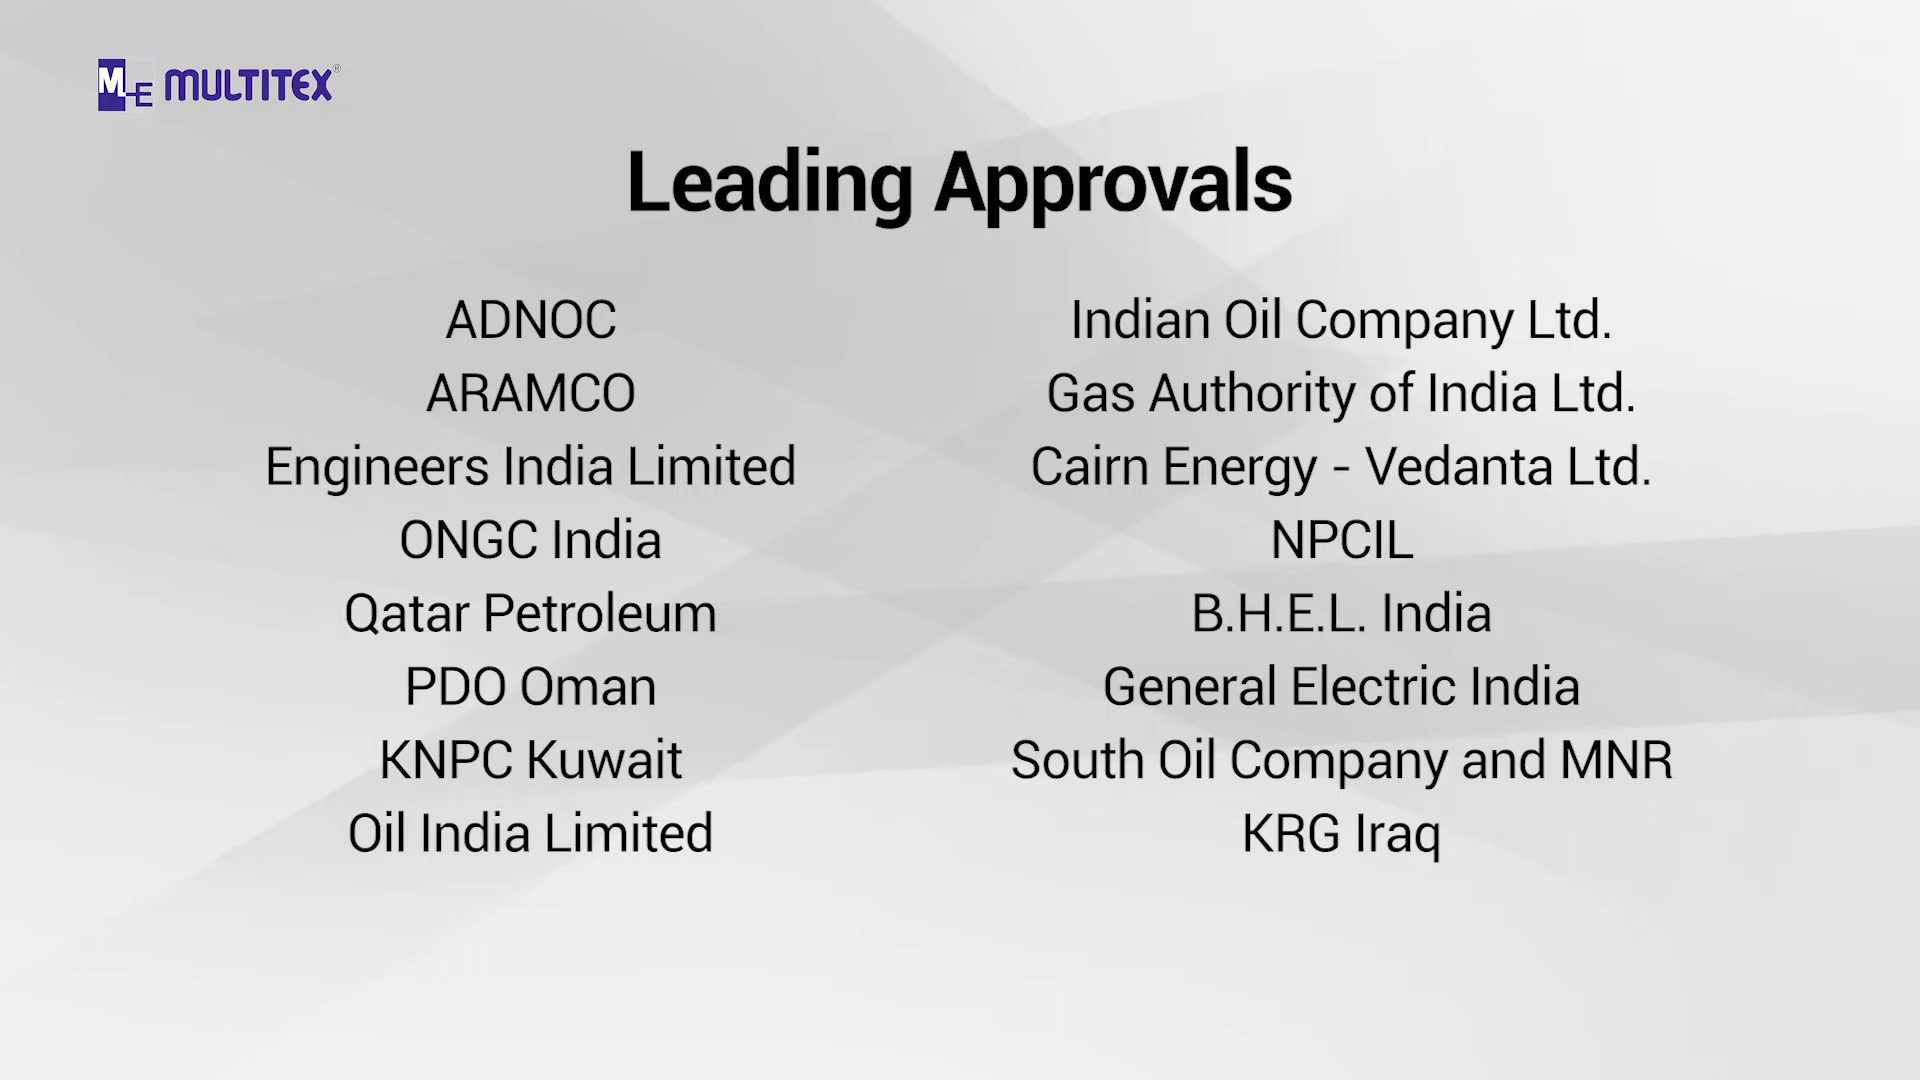 M-E MULTITEX®
Leading Approvals
ADNOC
ARAMCO
Engineers India Limited
ONGC India
Qatar Petroleum
PDO Oman
KNPC Kuwait
Oil India Limited
Indian Oil Company Ltd.
Gas Authority of India Ltd.
Cairn Energy - Vedanta Ltd.
NPCIL
B.H.E.L. India
General Electric India
South Oil Company and MNR
KRG Iraq